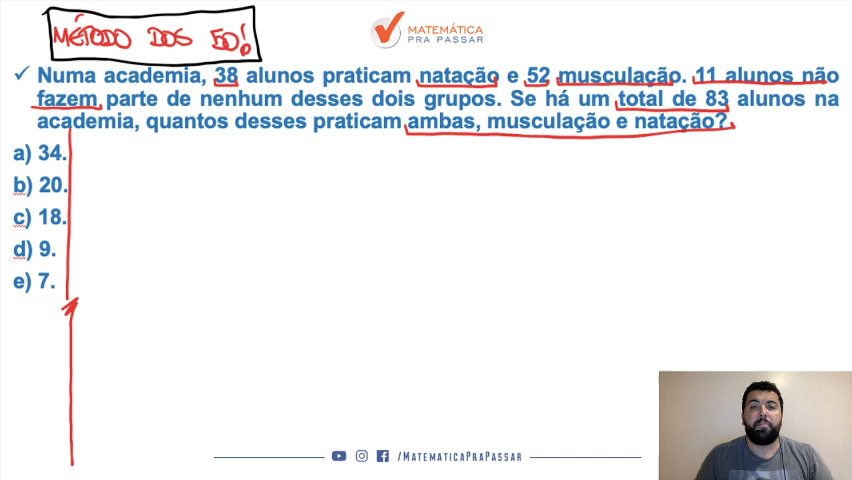 MÉTODO DOS 50!
MATEMÁTICA
PRA PASSAR
✓ Numa academia, 38 alunos praticam natação e 52 musculação. 11 alunos não
fazem parte de nenhum desses dois grupos. Se há um total de 83 alunos na
academia, quantos desses praticam ambas, musculação e natação?
a) 34.
b) 20.
c) 18.
d) 9.
e) 7.
/MatematicaPraPassar